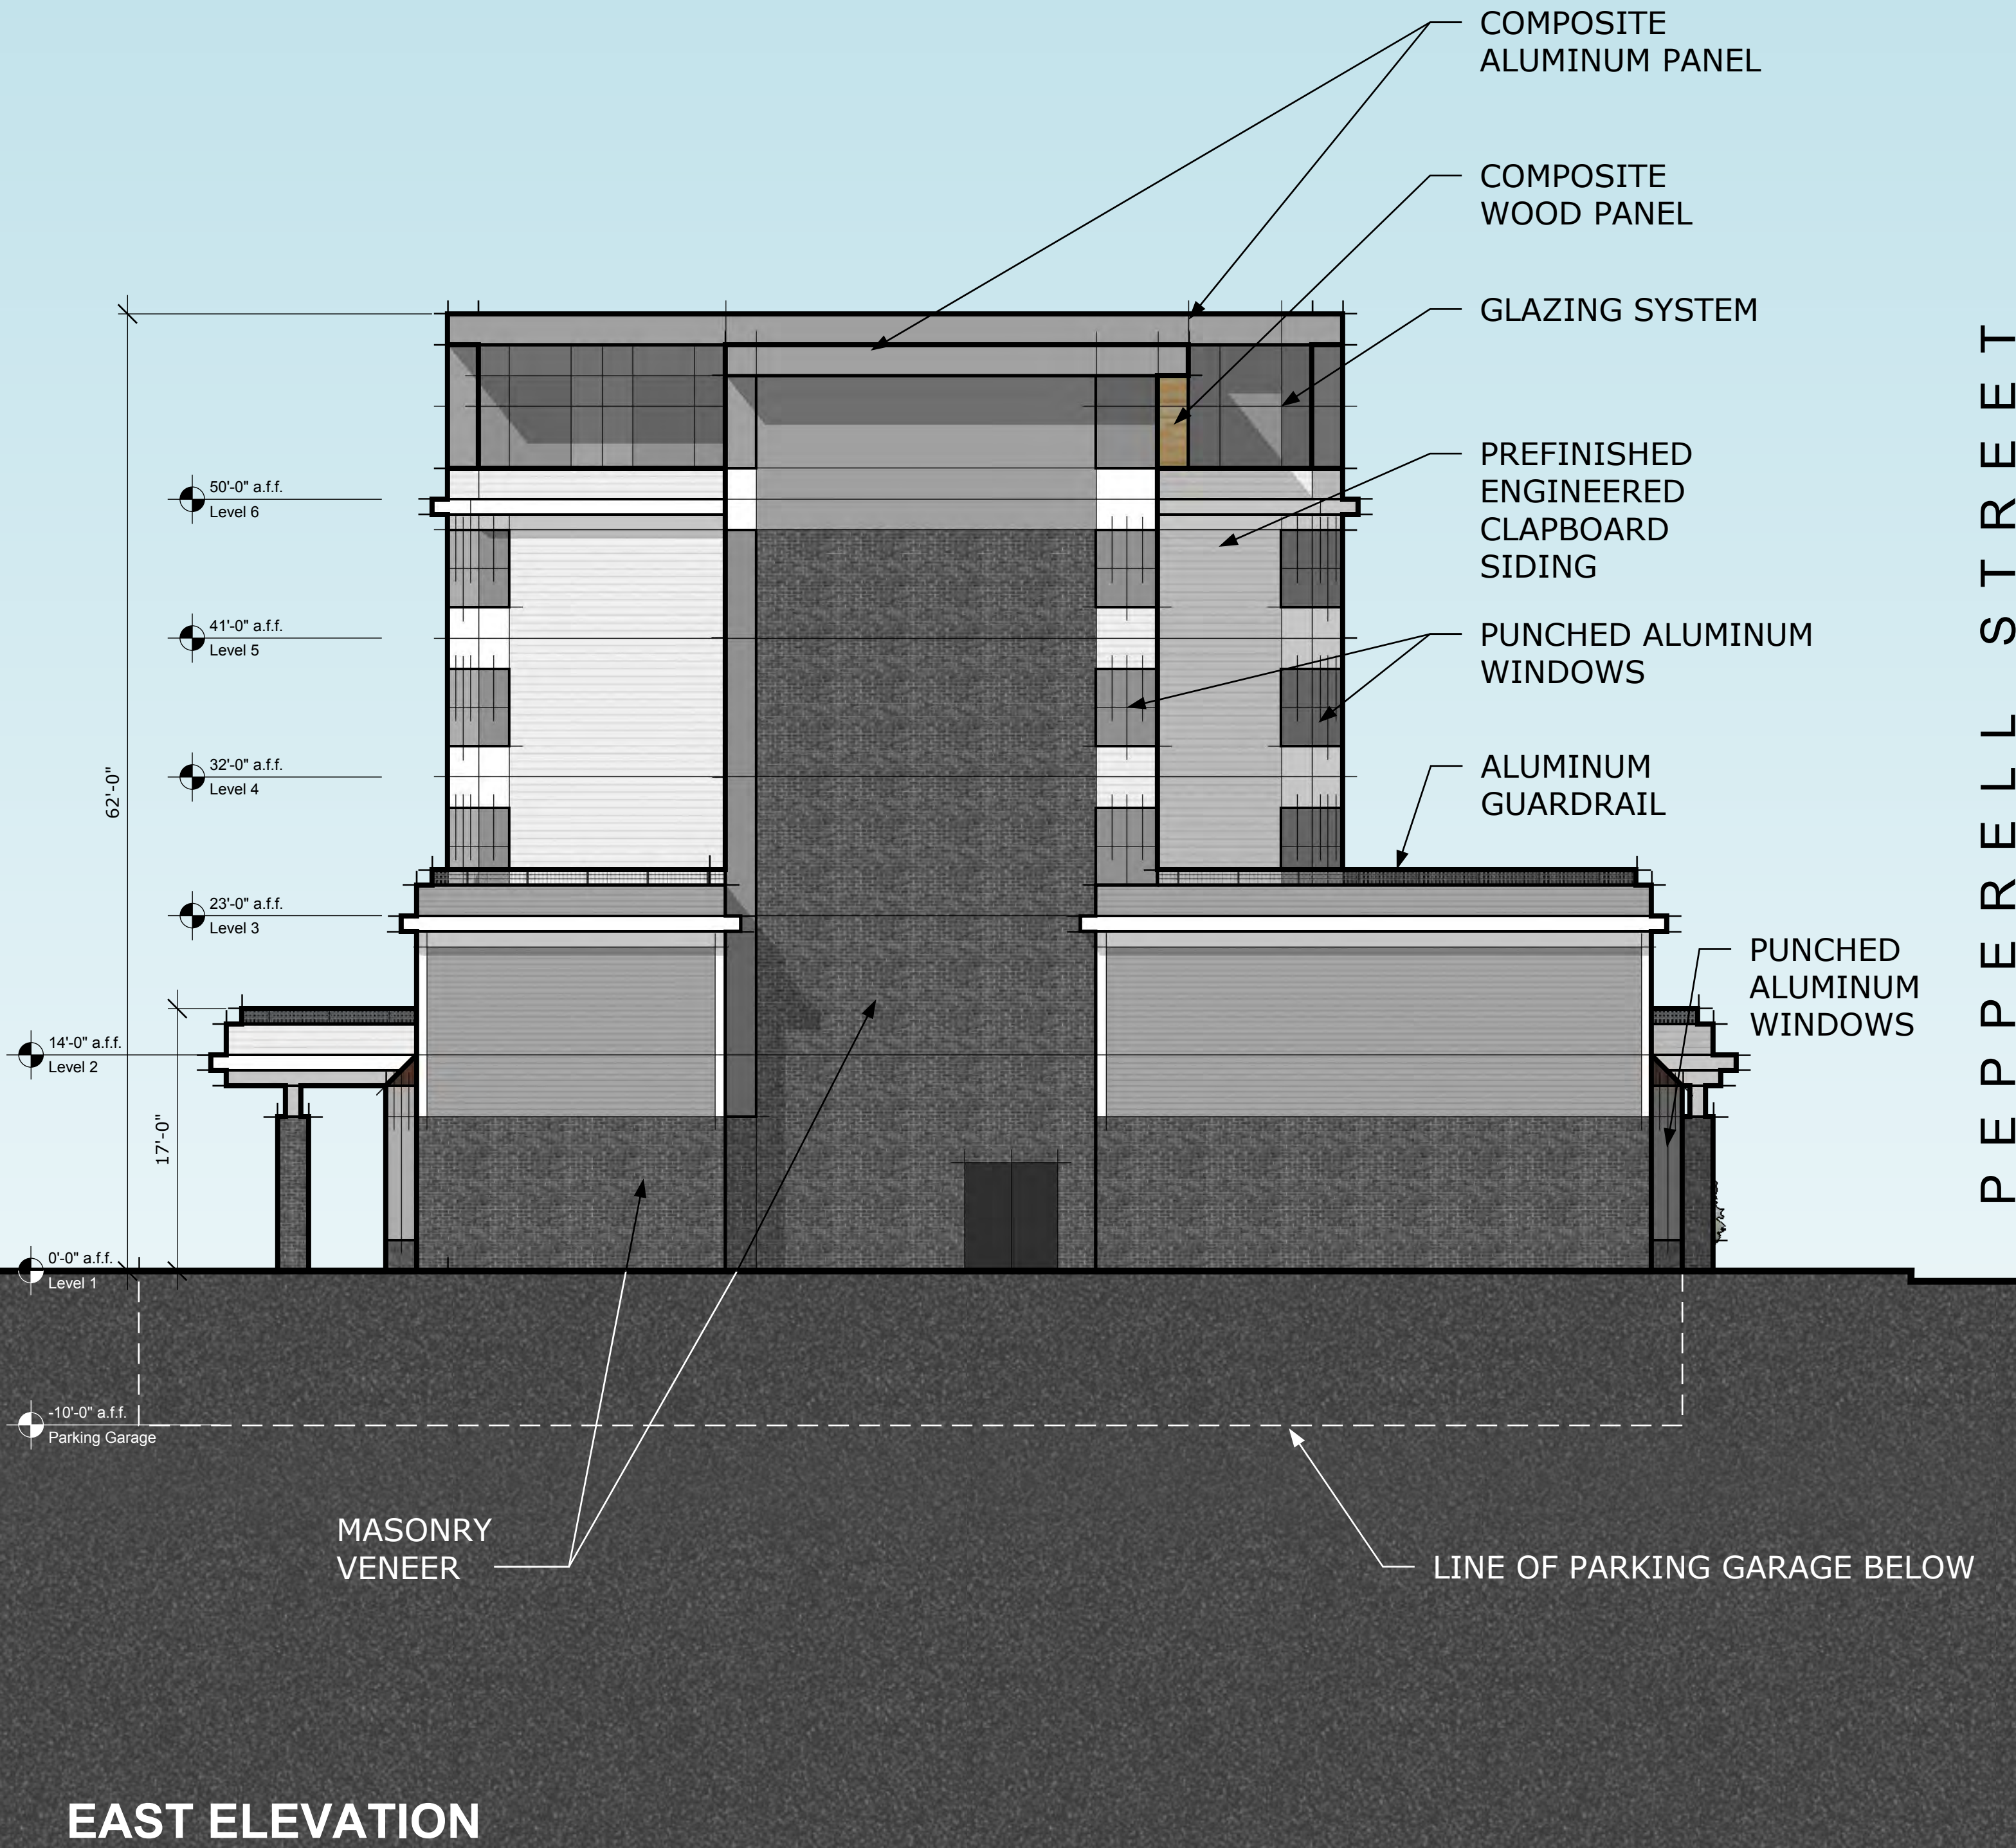 COMPOSITE
ALUMINUM PANEL
COMPOSITE
WOOD PANEL
GLAZING SYSTEM
PREFINISHED
ENGINEERED
CLAPBOARD
SIDING
PUNCHED ALUMINUM
WINDOWS
ALUMINUM
GUARDRAIL
PUNCHED
ALUMINUM
WINDOWS
PEPPERELL STREET
50'-0" a.f.f.
Level 6
41'-0" a.f.f.
Level 5
32'-0" a.f.f.
Level 4
62'-0"
23'-0" a.f.f.
Level 3
14'-0" a.f.f.
Level 2
17'-0"
0'-0" a.f.f.
Level 1
-10'-0" a.f.f.
Parking Garage
MASONRY
VENEER
LINE OF PARKING GARAGE BELOW
EAST ELEVATION